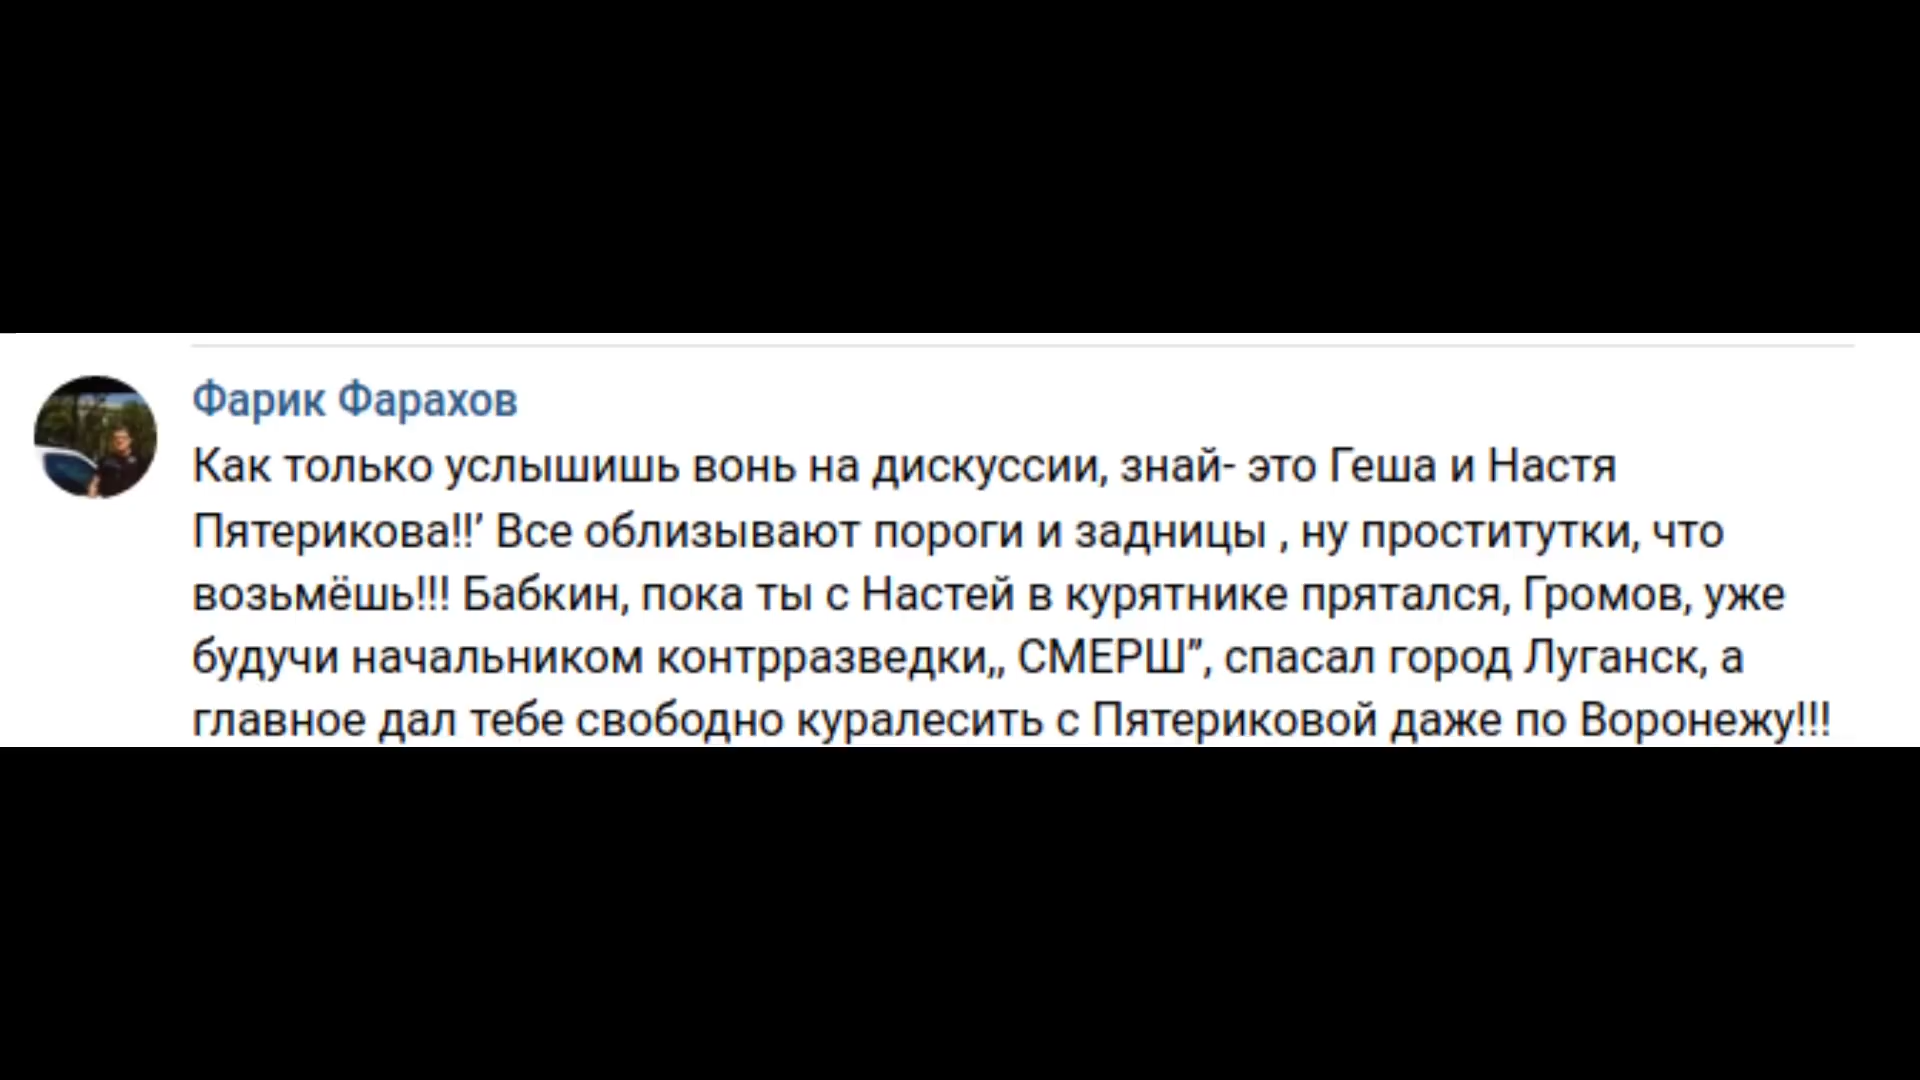 Фарик Фарахов
Как только услышишь вонь на дискуссии, знай- это Геша и Настя
Пятерикова!!’ Все облизывают пороги и задницы , ну проститутки, что
возьмёшь!!! Бабкин, пока ты с Настей в курятнике прятался, Громов, уже
будучи начальником контрразведки,, СМЕРШ”, спасал город Луганск, а
главное дал тебе свободно куралесить с Пятериковой даже по Воронежу!!!